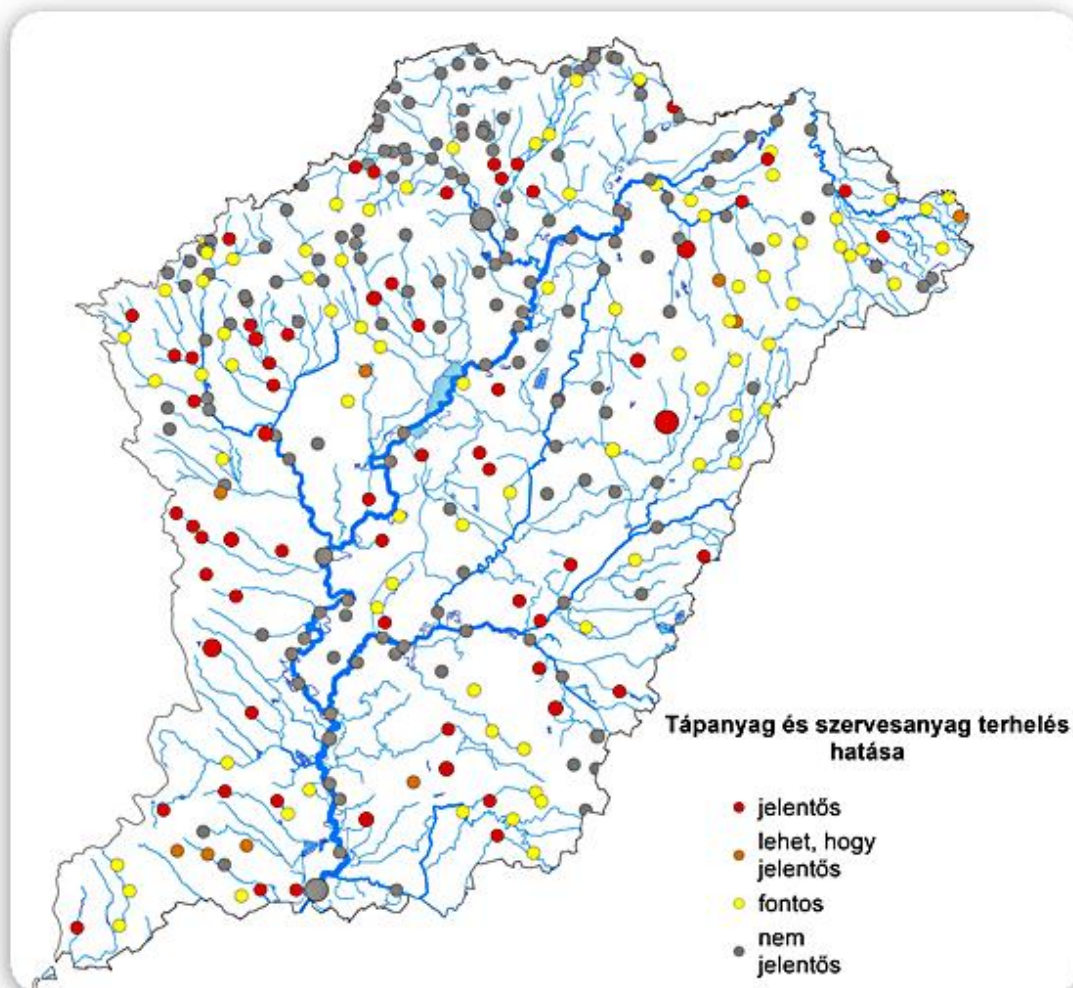 Tápanyag és szervesanyag terhelés
hatása
jelentős
lehet, hogy
jelentős
fontos
nem
jelentős